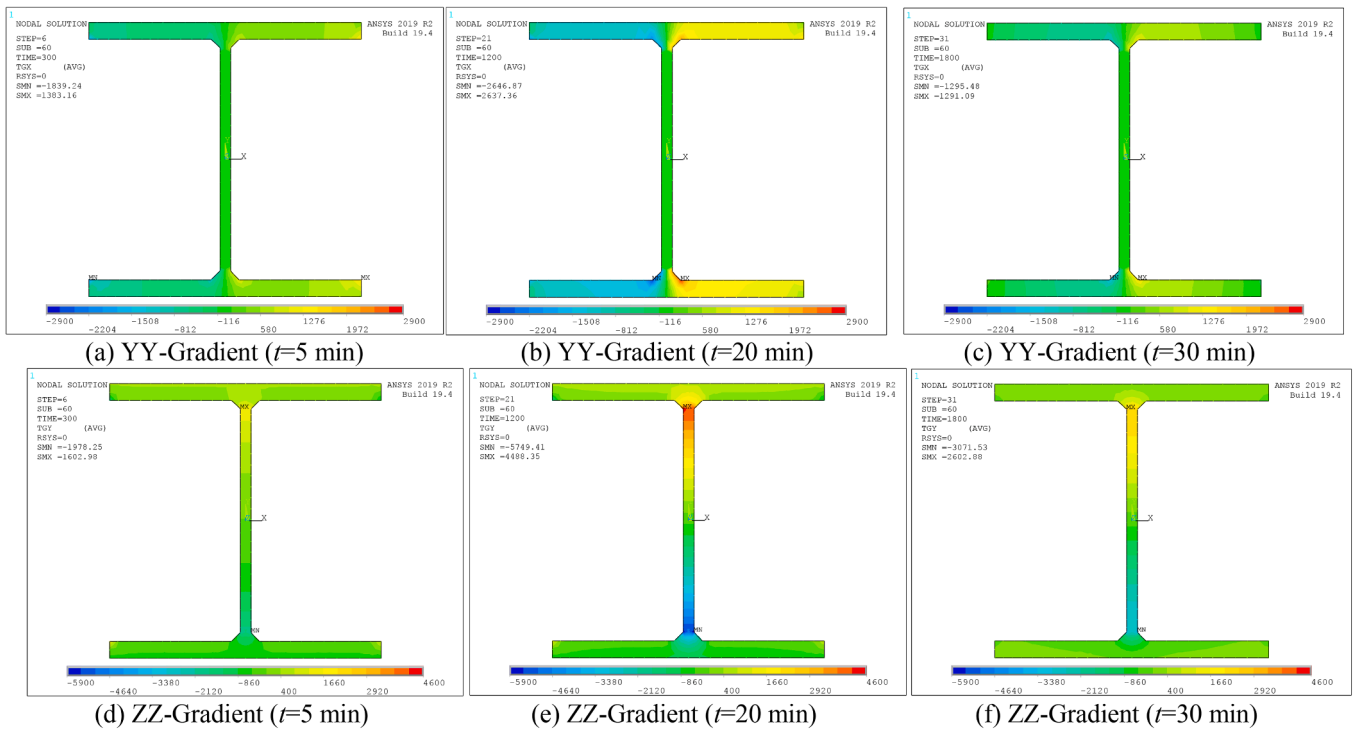 1
NODAL SOLUTION
STEP=6
SUB =60
TIME=300
TGX (AVG)
RSYS=0
SMN =-1839.24
SMX =1383.16
ANSYS 2019 R2
Build 19.4
X
MN
MX
-2900 -2204 -1508 -812 -116 580 1276 1972 2900
(a) YY-Gradient (t=5 min)
1
NODAL SOLUTION
STEP=21
SUB =60
TIME=1200
TGX (AVG)
RSYS=0
SMN =-2646.87
SMX =2637.36
ANSYS 2019 R2
Build 19.4
X
MN
MX
-2900 -2204 -1508 -812 -116 580 1276 1972 2900
(b) YY-Gradient (t=20 min)
1
NODAL SOLUTION
STEP=31
SUB =60
TIME=1800
TGX (AVG)
RSYS=0
SMN =-1295.48
SMX =1291.09
ANSYS 2019 R2
Build 19.4
X
MN
MX
-2900 -2204 -1508 -812 -116 580 1276 1972 2900
(c) YY-Gradient (t=30 min)
1
NODAL SOLUTION
STEP=6
SUB =60
TIME=300
TGY (AVG)
RSYS=0
SMN =-1978.25
SMX =1602.98
ANSYS 2019 R2
Build 19.4
MX
X
MN
-5900 -4640 -3380 -2120 -860 400 1660 2920 4600
(d) ZZ-Gradient (t=5 min)
1
NODAL SOLUTION
STEP=21
SUB =60
TIME=1200
TGY (AVG)
RSYS=0
SMN =-5749.41
SMX =4488.35
ANSYS 2019 R2
Build 19.4
MX
X
MN
-5900 -4640 -3380 -2120 -860 400 1660 2920 4600
(e) ZZ-Gradient (t=20 min)
1
NODAL SOLUTION
STEP=31
SUB =60
TIME=1800
TGY (AVG)
RSYS=0
SMN =-3071.53
SMX =2602.88
ANSYS 2019 R2
Build 19.4
MX
X
MN
-5900 -4640 -3380 -2120 -860 400 1660 2920 4600
(f) ZZ-Gradient (t=30 min)